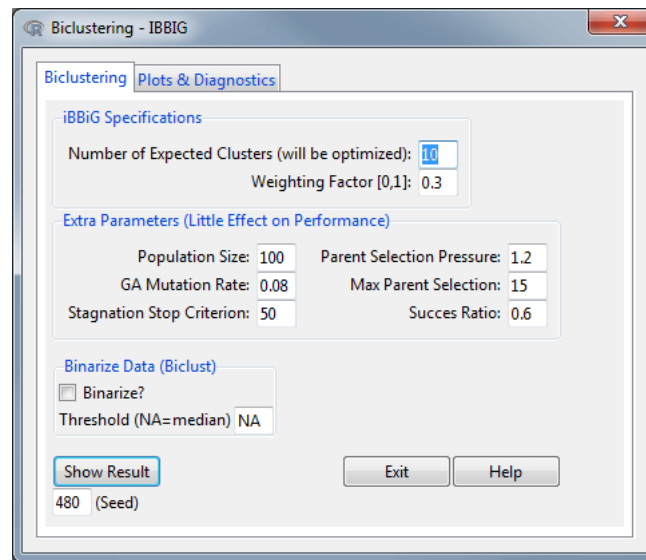 Biclustering - IBBIG
Biclustering Plots & Diagnostics
iBBiG Specifications
Number of Expected Clusters (will be optimized): 10
Weighting Factor [0,1]: 0.3
Extra Parameters (Little Effect on Performance)
Population Size: 100 Parent Selection Pressure: 1.2
GA Mutation Rate: 0.08 Max Parent Selection: 15
Stagnation Stop Criterion: 50 Succes Ratio: 0.6
Binarize Data (Biclust)
Binarize?
Threshold (NA=median) NA
Show Result Exit Help
480 (Seed)